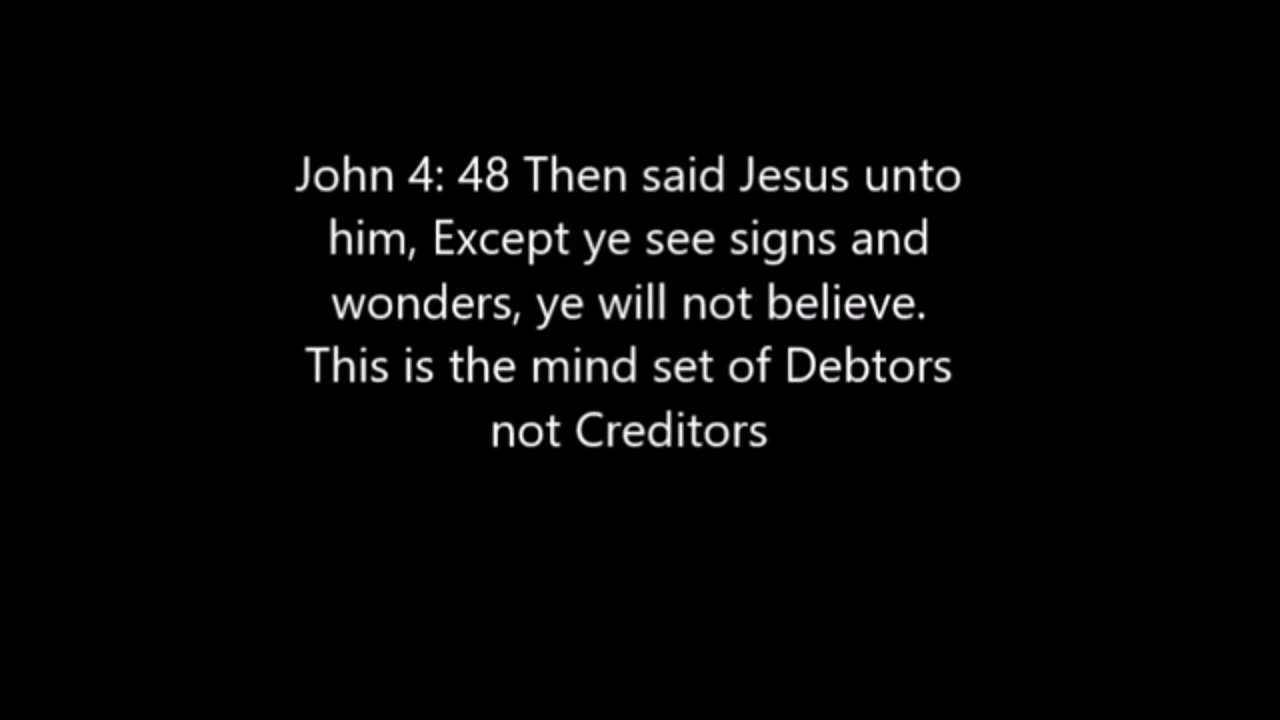 John 4: 48 Then said Jesus unto
him, Except ye see signs and
wonders, ye will not believe.
This is the mind set of Debtors
not Creditors